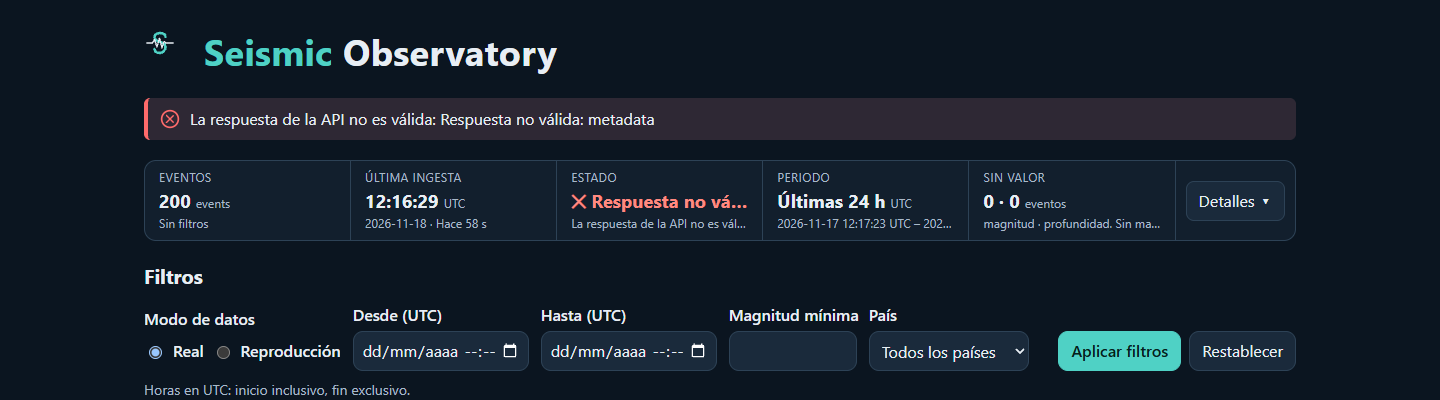 Seismic Observatory
La respuesta de la API no es válida: Respuesta no válida: metadata
EVENTOS
200 events
Sin filtros
ÚLTIMA INGESTA
12:16:29 UTC
2026-11-18 · Hace 58 s
ESTADO
Respuesta no vá...
La respuesta de la API no es vál...
PERIODO
Últimas 24 h UTC
2026-11-17 12:17:23 UTC – 202...
SIN VALOR
0 · 0 eventos
magnitud · profundidad. Sin ma...
Detalles ▾
Filtros
Modo de datos
Real Reproducción
Desde (UTC)
dd/mm/aaaa --:--
Hasta (UTC)
dd/mm/aaaa --:--
Magnitud mínima
País
Todos los países
Aplicar filtros
Restablecer
Horas en UTC: inicio inclusivo, fin exclusivo.